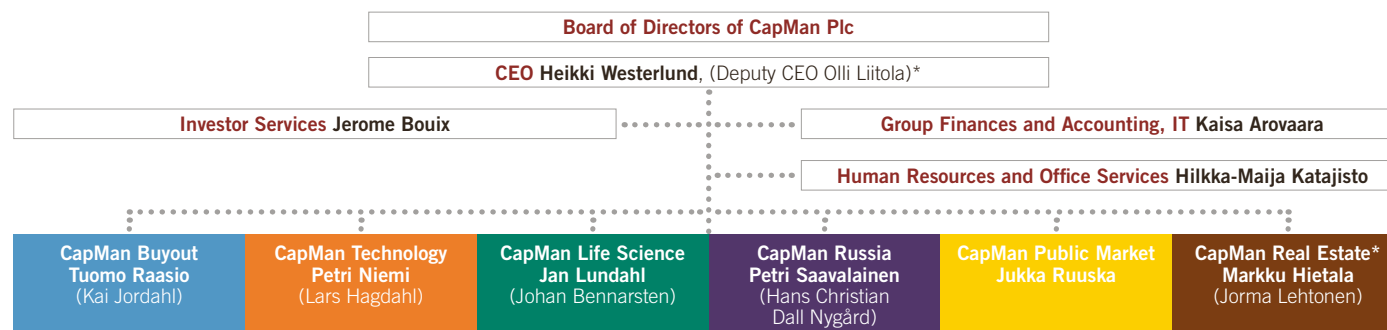 Board of Directors of CapMan Plc
CEO Heikki Westerlund, (Deputy CEO Olli Liitola)*
Investor Services Jerome Bouix
Group Finances and Accounting, IT Kaisa Arovaara
Human Resources and Office Services Hilkka-Maija Katajisto
CapMan Buyout
Tuomo Raasio
(Kai Jordahl)
CapMan Technology
Petri Niemi
(Lars Hagdahl)
CapMan Life Science
Jan Lundahl
(Johan Bennarsten)
CapMan Russia
Petri Saavalainen
(Hans Christian
Dall Nygård)
CapMan Public Market
Jukka Ruuska
CapMan Real Estate*
Markku Hietala
(Jorma Lehtonen)